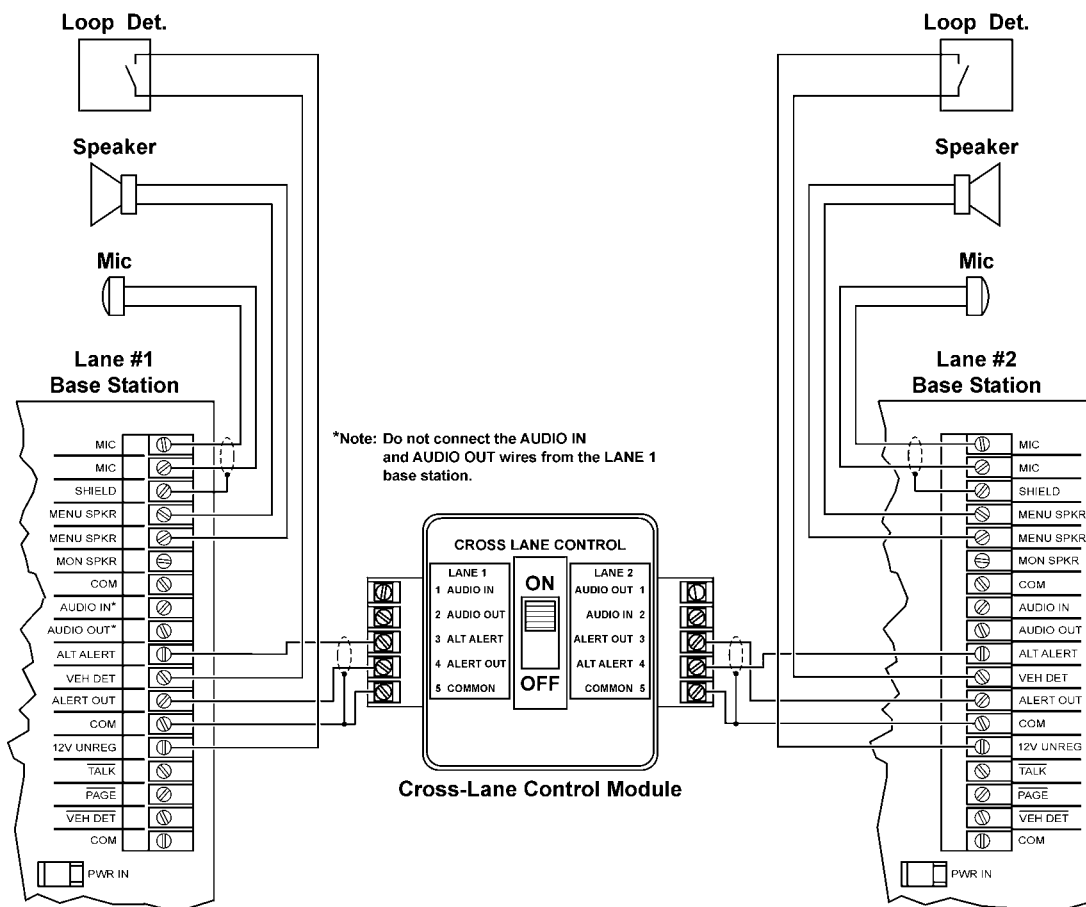 Loop Det.
Loop Det.
Speaker
Speaker
Mic
Mic
Lane #1
Base Station
Lane #2
Base Station
*Note: Do not connect the AUDIO IN
and AUDIO OUT wires from the LANE 1
base station.
MIC
MIC
SHIELD
MENU SPKR
MENU SPKR
MON SPKR
COM
AUDIO IN*
AUDIO OUT*
ALT ALERT
VEH DET
ALERT OUT
COM
12V UNREG
TALK
PAGE
VEH DET
COM
PWR IN
CROSS LANE CONTROL
LANE 1
1 AUDIO IN
2 AUDIO OUT
3 ALT ALERT
4 ALERT OUT
5 COMMON
ON
OFF
LANE 2
AUDIO OUT 1
AUDIO IN 2
ALERT OUT 3
ALT ALERT 4
COMMON 5
Cross-Lane Control Module
MIC
MIC
SHIELD
MENU SPKR
MENU SPKR
MON SPKR
COM
AUDIO IN
AUDIO OUT
ALT ALERT
VEH DET
ALERT OUT
COM
12V UNREG
TALK
PAGE
VEH DET
COM
PWR IN